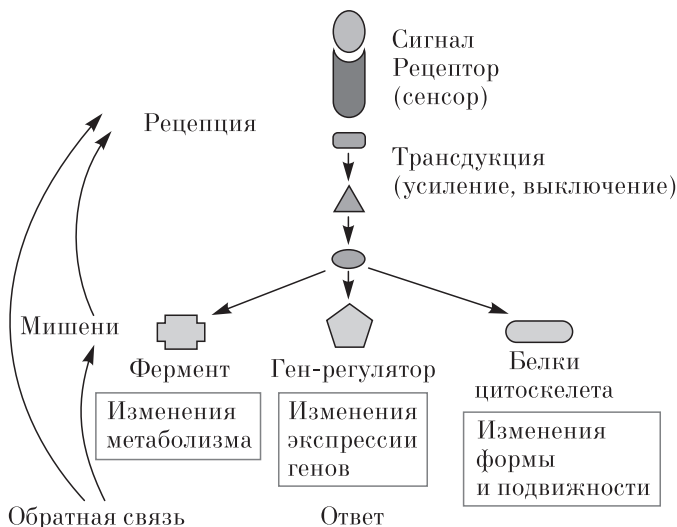 Сигнал
Рецептор
(сенсор)
Рецепция
Трансдукция
(усиление, выключение)
Мишени
Фермент
Ген-регулятор
Белки
цитоскелета
Изменения
метаболизма
Изменения
экспрессии
генов
Изменения
формы
и подвижности
Обратная связь
Ответ